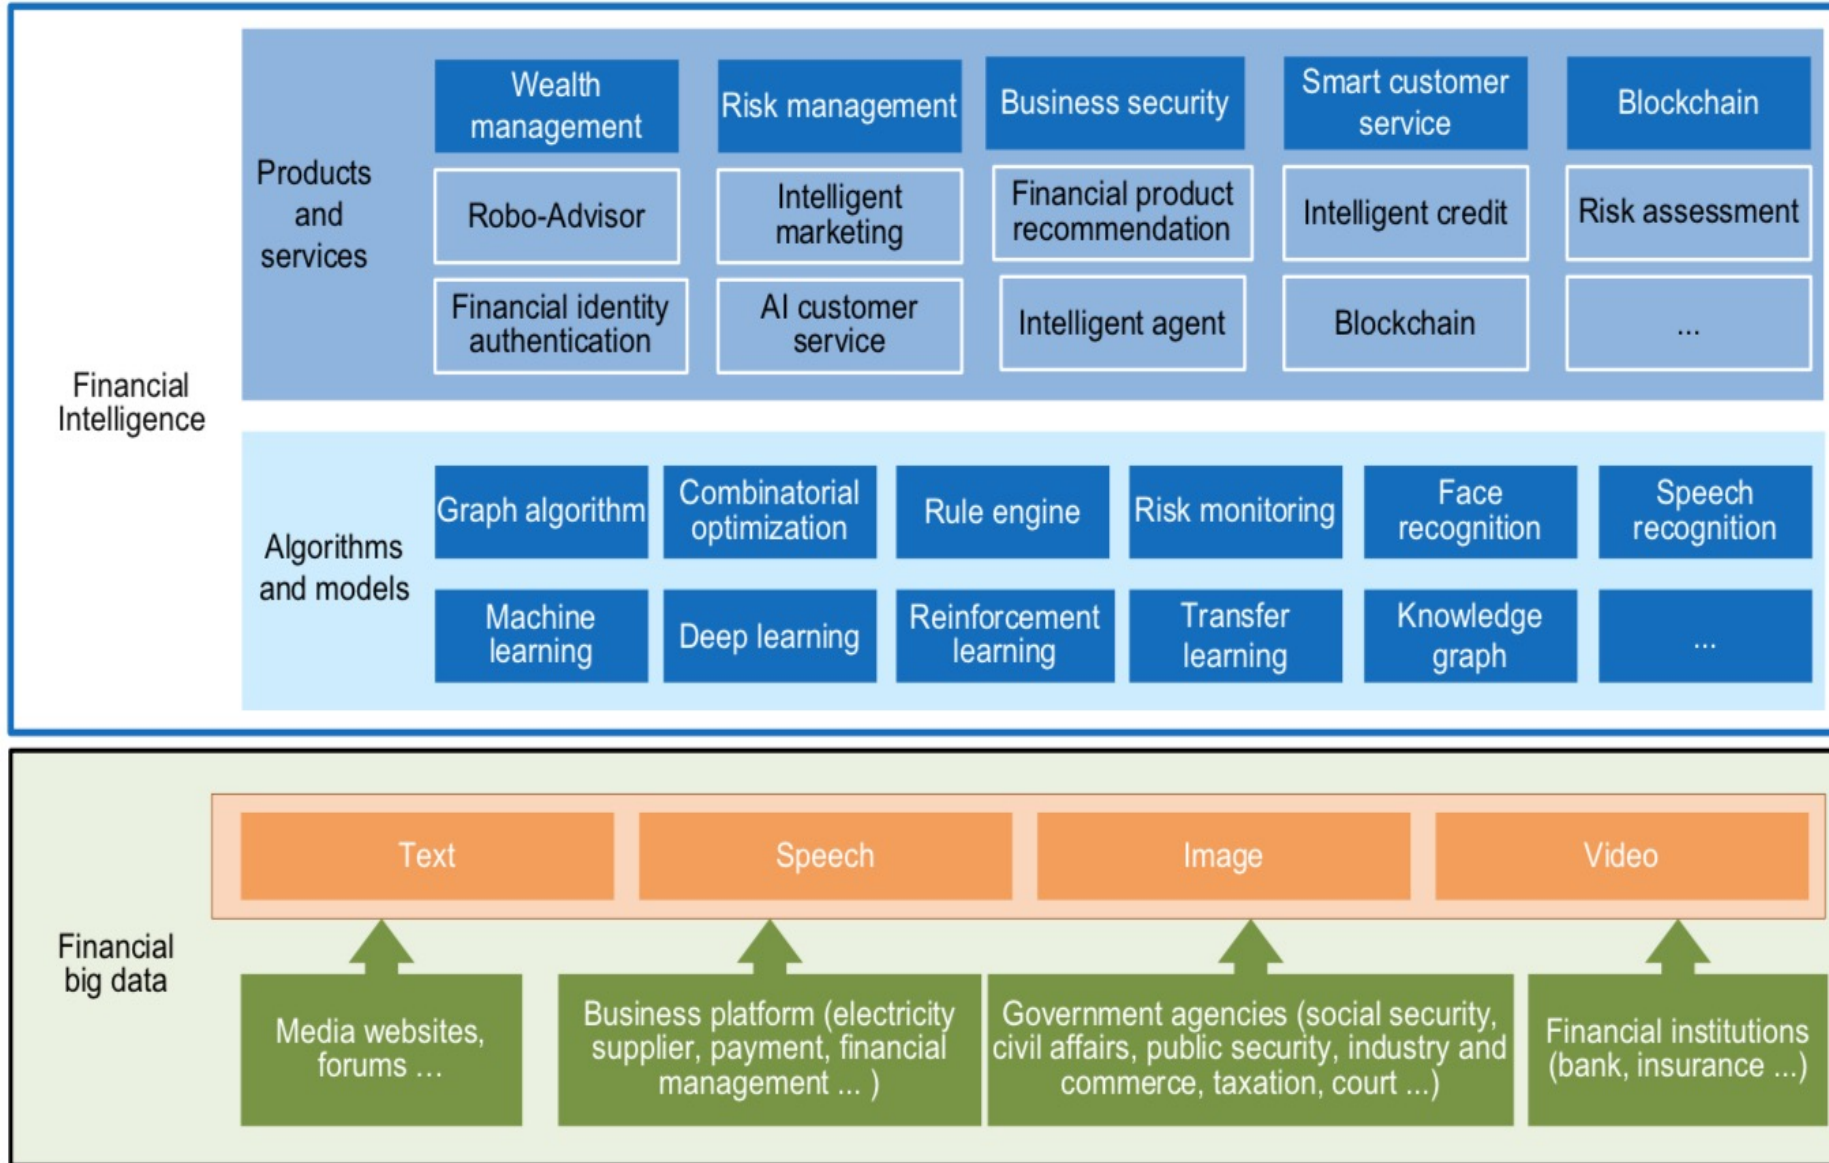 Wealth
management
Risk management
Business security
Smart customer
service
Blockchain
Products
and
services
Robo-Advisor
Intelligent
marketing
Financial product
recommendation
Intelligent credit
Risk assessment
Financial identity
authentication
AI customer
service
Intelligent agent
Blockchain
...
Financial
Intelligence
Algorithms
and models
Graph algorithm
Combinatorial
optimization
Rule engine
Risk monitoring
Face
recognition
Speech
recognition
Machine
learning
Deep learning
Reinforcement
learning
Transfer
learning
Knowledge
graph
...
Financial
big data
Text
Speech
Image
Video
Media websites,
forums ...
Business platform (electricity
supplier, payment, financial
management ... )
Government agencies (social security,
civil affairs, public security, industry and
commerce, taxation, court ...)
Financial institutions
(bank, insurance ...)